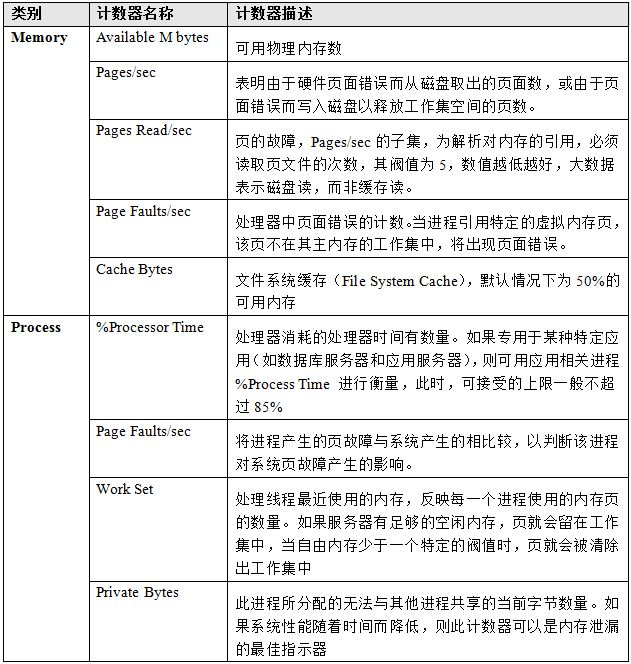 类别 计数器名称 计数器描述
Memory Available M bytes 可用物理内存数
Pages/sec 表明由于硬件页面错误而从磁盘取出的页面数，或由于页
面错误而写入磁盘以释放工作集空间的页数。
Pages Read/sec 页的故障，Pages/sec 的子集，为解析对内存的引用，必须
读取页文件的次数，其阀值为 5，数值越低越好，大数据
表示磁盘读，而非缓存读。
Page Faults/sec 处理器中页面错误的计数。当进程引用特定的虚拟内存页，
该页不在其主内存的工作集中，将出现页面错误。
Cache Bytes 文件系统缓存（File System Cache），默认情况下为 50%的
可用内存
Process %Processor Time 处理器消耗的处理器时间有数量。如果专用于某种特定应
用（如数据库服务器和应用服务器），则可用应用相关进程
%Process Time 进行衡量，此时，可接受的上限一般不超
过 85%
Page Faults/sec 将进程产生的页故障与系统产生的相比较，以判断该进程
对系统页故障产生的影响。
Work Set 处理线程最近使用的内存，反映每一个进程使用的内存页
的数量。如果服务器有足够的空闲内存，页就会留在工作
集中，当自由内存少于一个特定的阀值时，页就会被清除
出工作集中
Private Bytes 此进程所分配的无法与其他进程共享的当前字节数量。如
果系统性能随着时间而降低，则此计数器可以是内存泄漏
的最佳指示器